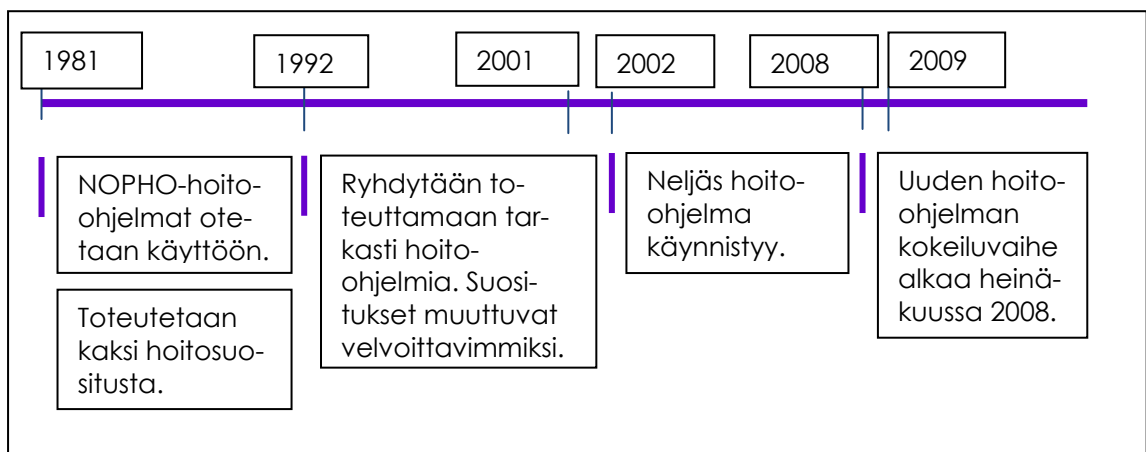 1981
1992
2001
2002
2008
2009
NOPHO-hoito-
ohjelmat ote-
taan käyttöön.
Toteutetaan
kaksi hoitosuo-
situsta.
Ryhdytään to-
teuttamaan tar-
kasti hoito-
ohjelmia. Suosi-
tukset muuttuvat
velvoittavimmiksi.
Neljäs hoito-
ohjelma
käynnistyy.
Uuden hoito-
ohjelman
kokeiluvaihe
alkaa heinä-
kuussa 2008.